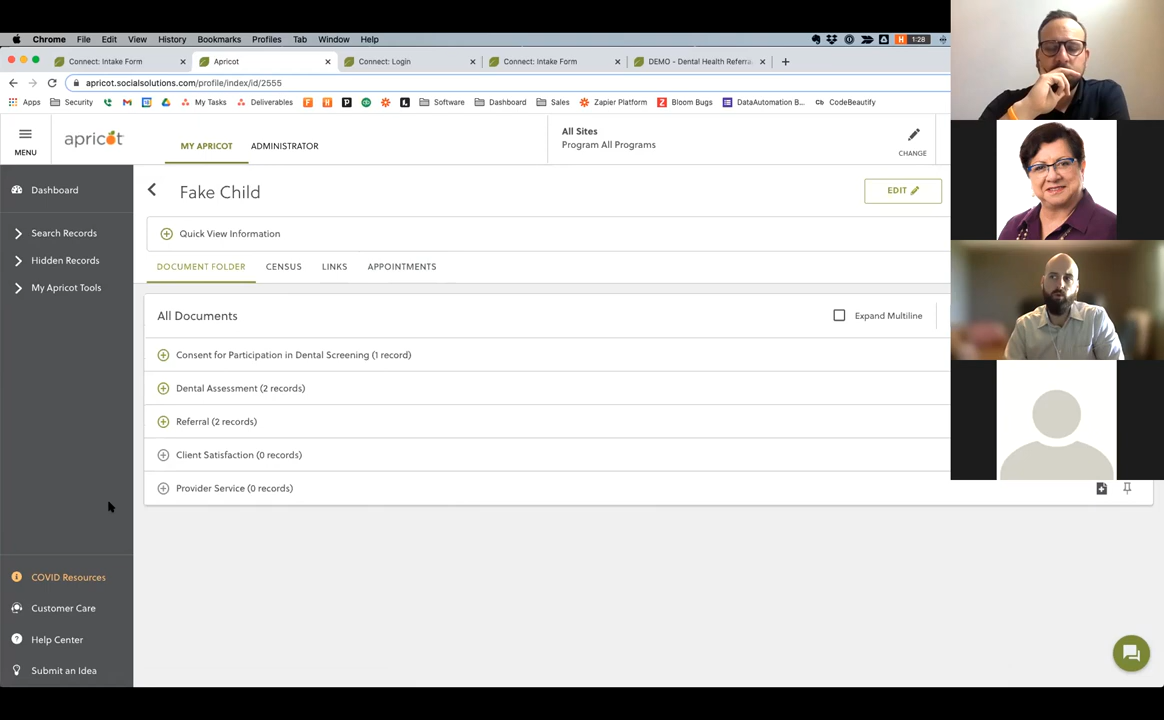 Chrome File Edit View History Bookmarks Profiles Tab Window Help H 1:28
Connect: Intake Form × Apricot × Connect: Login × Connect: Intake Form × DEMO - Dental Health Referra ×
apricot.socialsolutions.com/profile/index/id/2555
Apps Security My Tasks Deliverables Software Dashboard Sales Zapier Platform Bloom Bugs DataAutomation B... CodeBeautify
MENU
apricot
MY APRICOT ADMINISTRATOR
All Sites
Program All Programs
CHANGE
Dashboard
Search Records
Hidden Records
My Apricot Tools
COVID Resources
Customer Care
Help Center
Submit an Idea
Fake Child
EDIT
Quick View Information
DOCUMENT FOLDER CENSUS LINKS APPOINTMENTS
All Documents
Expand Multiline
Consent for Participation in Dental Screening (1 record)
Dental Assessment (2 records)
Referral (2 records)
Client Satisfaction (0 records)
Provider Service (0 records)